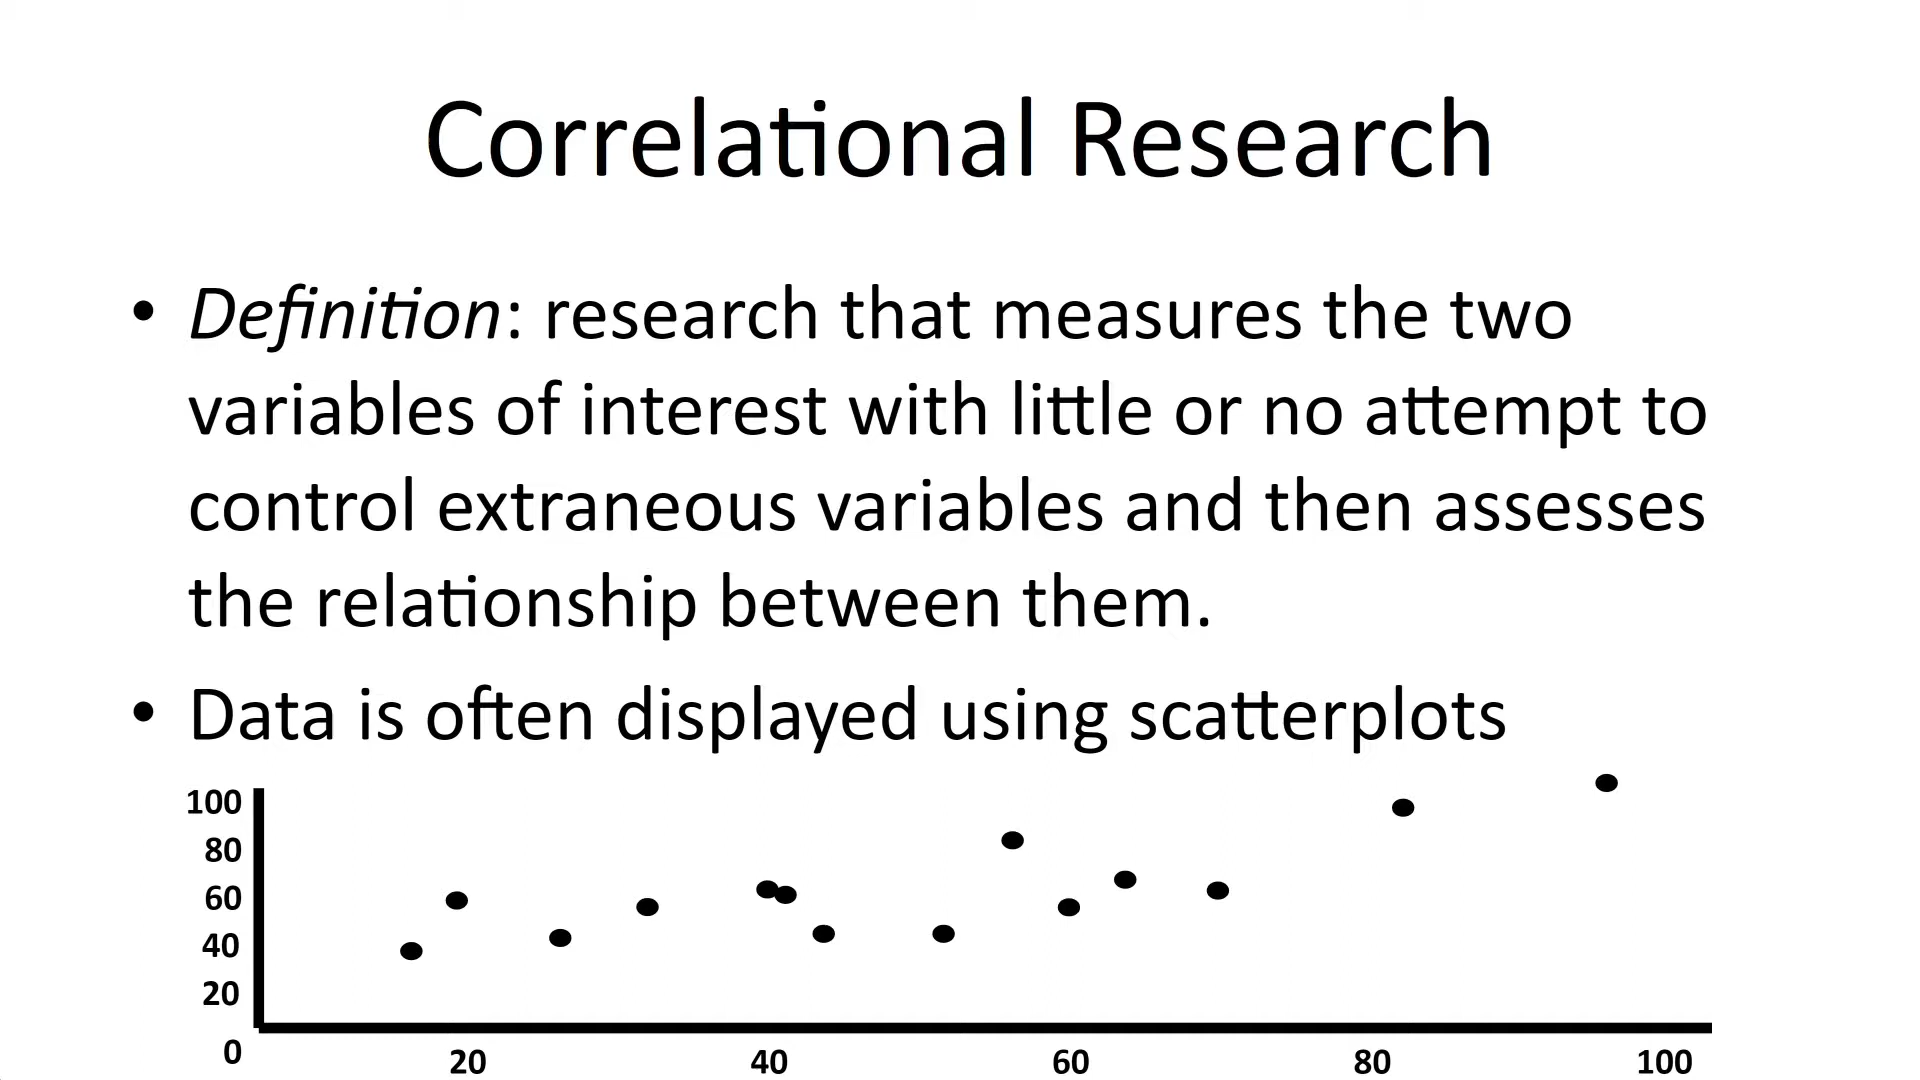 Correlational Research
• Definition: research that measures the two
variables of interest with little or no attempt to
control extraneous variables and then assesses
the relationship between them.
• Data is often displayed using scatterplots
100
80
60
40
20
0
20 40 60 80 100